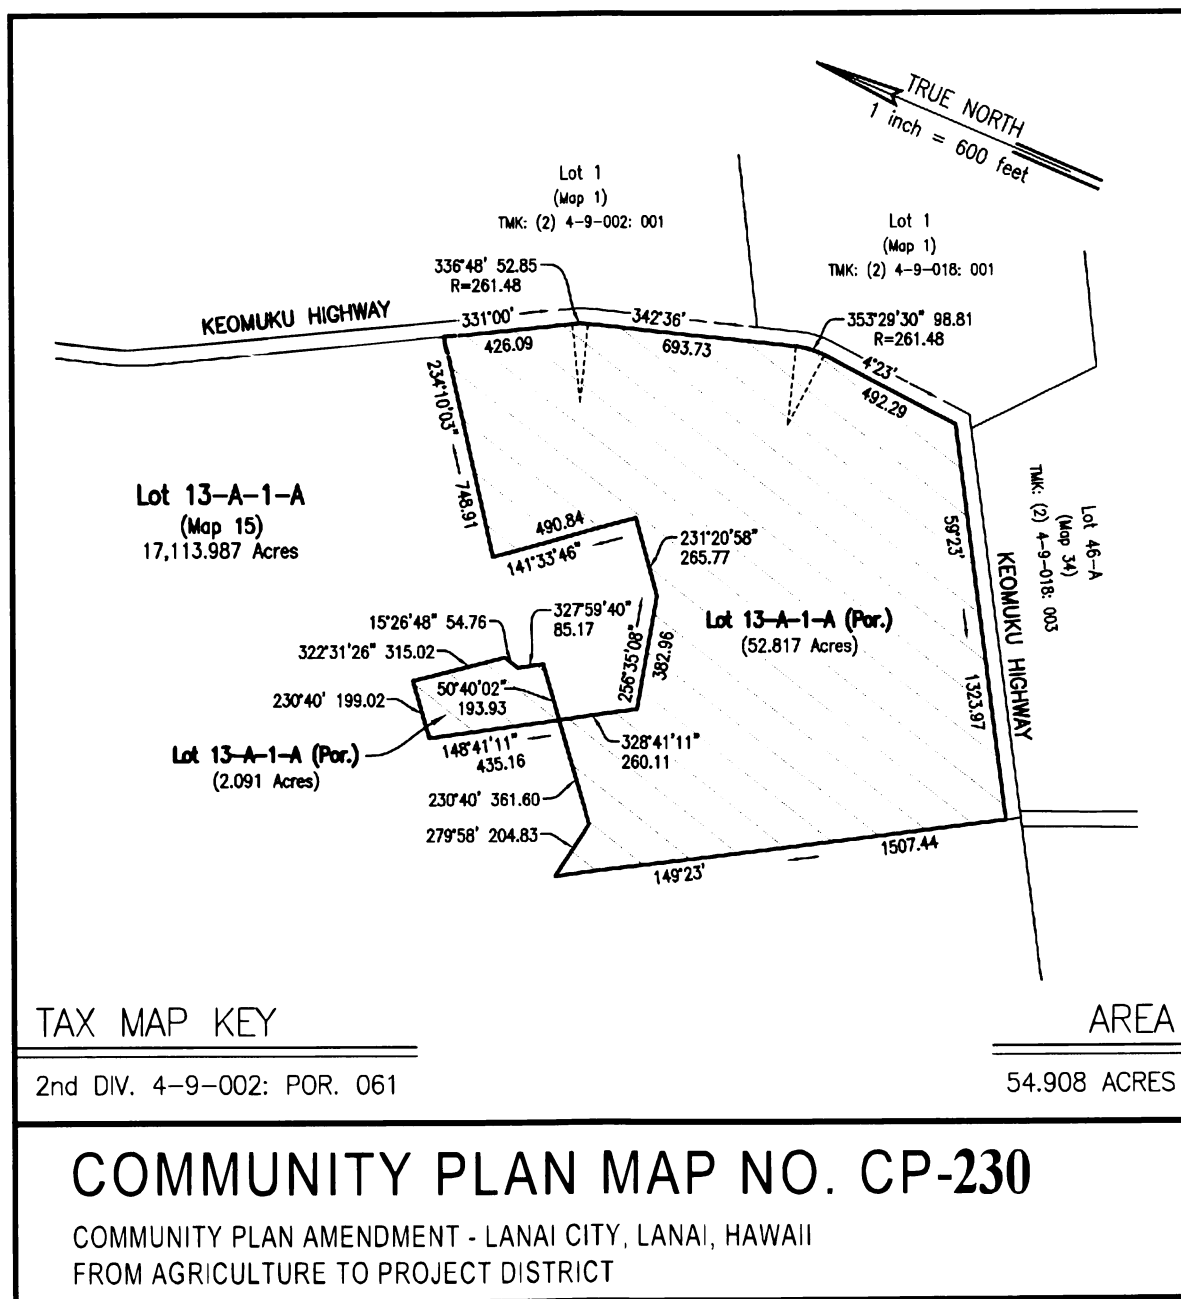 TRUE NORTH
1 inch = 600 feet
Lot 1
(Map 1)
TMK: (2) 4-9-002: 001
Lot 1
(Map 1)
TMK: (2) 4-9-018: 001
336°48' 52.85
R=261.48
KEOMUKU HIGHWAY
331°00'
426.09
342°36'
693.73
353°29'30" 98.81
R=261.48
4°23'
492.29
234°10'03"
748.91
Lot 13-A-1-A
(Map 15)
17,113.987 Acres
490.84
141°33'46"
231°20'58"
265.77
59°23'
1323.97
KEOMUKU HIGHWAY
Lot 46-A
(Map 34)
TMK: (2) 4-9-018: 003
Lot 13-A-1-A (Por.)
(52.817 Acres)
327°59'40"
85.17
15°26'48" 54.76
322°31'26" 315.02
256°35'08"
382.96
230°40' 199.02
50°40'02"
193.93
Lot 13-A-1-A (Por.)
(2.091 Acres)
148°41'11"
435.16
328°41'11"
260.11
230°40' 361.60
279°58' 204.83
149°23'
1507.44
TAX MAP KEY
2nd DIV. 4-9-002: POR. 061
AREA
54.908 ACRES
COMMUNITY PLAN MAP NO. CP-230
COMMUNITY PLAN AMENDMENT - LANAI CITY, LANAI, HAWAII
FROM AGRICULTURE TO PROJECT DISTRICT